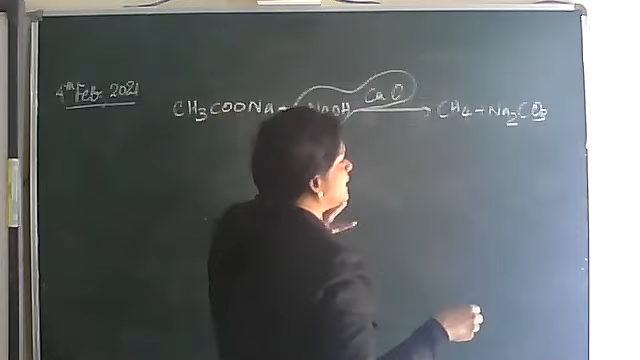 4th Feb 2021
CH3COONa + NaOH CaO → CH4 + Na2CO3